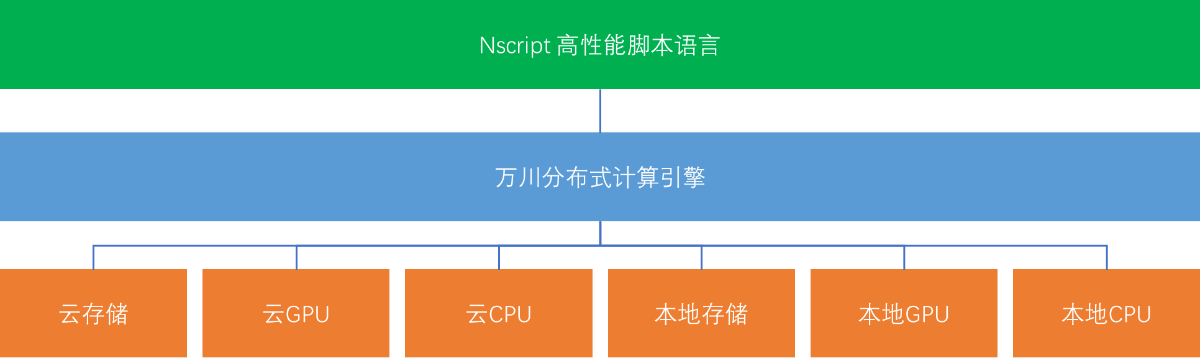 Nscript 高性能脚本语言
万川分布式计算引擎
云存储
云GPU
云CPU
本地存储
本地GPU
本地CPU